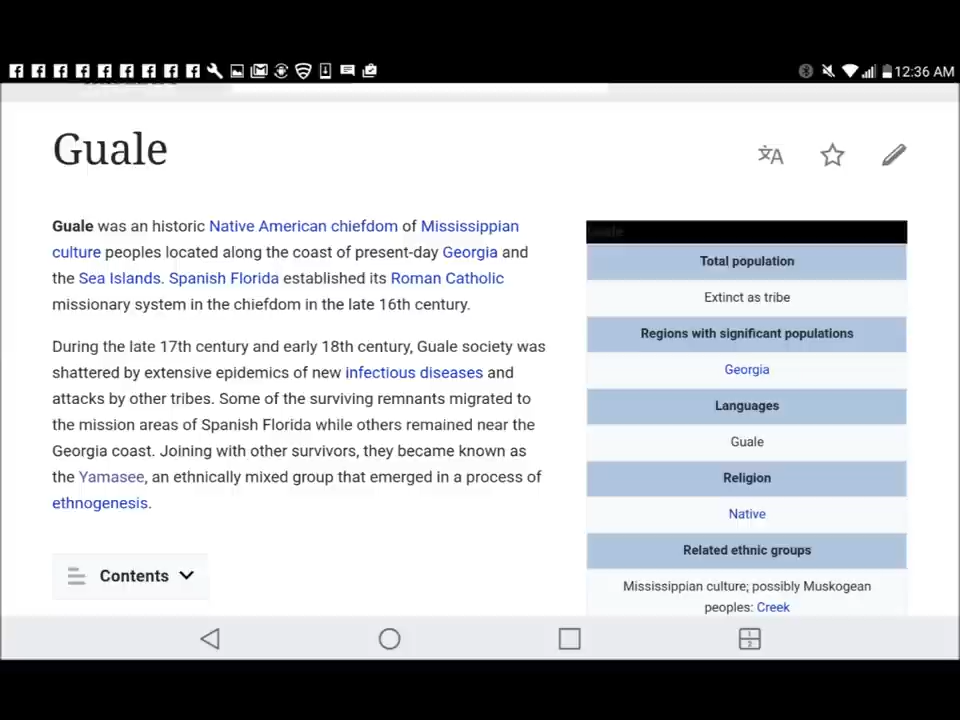 12:36 AM
Guale
Guale was an historic Native American chiefdom of Mississippian
culture peoples located along the coast of present-day Georgia and
the Sea Islands. Spanish Florida established its Roman Catholic
missionary system in the chiefdom in the late 16th century.
During the late 17th century and early 18th century, Guale society was
shattered by extensive epidemics of new infectious diseases and
attacks by other tribes. Some of the surviving remnants migrated to
the mission areas of Spanish Florida while others remained near the
Georgia coast. Joining with other survivors, they became known as
the Yamasee, an ethnically mixed group that emerged in a process of
ethnogenesis.
Contents
Guale
Total population
Extinct as tribe
Regions with significant populations
Georgia
Languages
Guale
Religion
Native
Related ethnic groups
Mississippian culture; possibly Muskogean
peoples: Creek